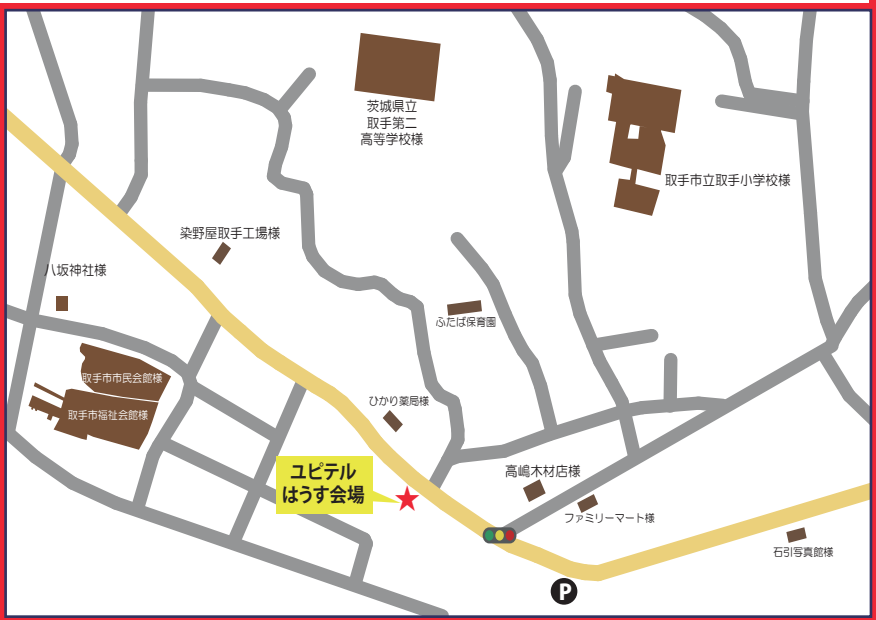 茨城県立
取手第二
高等学校様
取手市立取手小学校様
染野屋取手工場様
八坂神社様
ふたば保育園
取手市市民会館様
取手市福祉会館様
ひかり薬局様
ユピテル
はうす会場
高嶋木材店様
ファミリーマート様
石引写真館様
P